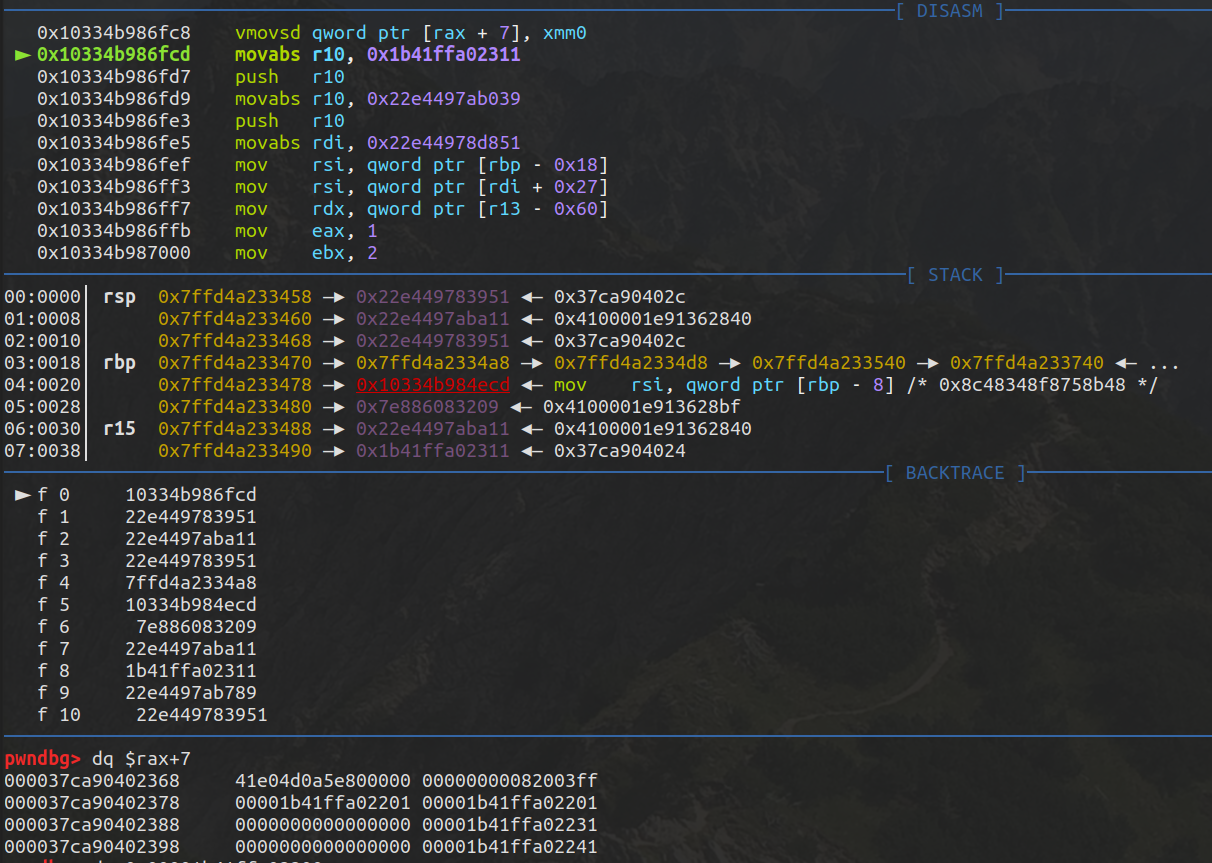 [ DISASM ]
0x10334b986fc8 vmovsd qword ptr [rax + 7], xmm0
► 0x10334b986fcd movabs r10, 0x1b41ffa02311
0x10334b986fd7 push r10
0x10334b986fd9 movabs r10, 0x22e4497ab039
0x10334b986fe3 push r10
0x10334b986fe5 movabs rdi, 0x22e44978d851
0x10334b986fef mov rsi, qword ptr [rbp - 0x18]
0x10334b986ff3 mov rsi, qword ptr [rdi + 0x27]
0x10334b986ff7 mov rdx, qword ptr [r13 - 0x60]
0x10334b986ffb mov eax, 1
0x10334b987000 mov ebx, 2
[ STACK ]
00:0000│ rsp 0x7ffd4a233458 —► 0x22e449783951 ◄— 0x37ca90402c
01:0008│ 0x7ffd4a233460 —► 0x22e4497aba11 ◄— 0x4100001e91362840
02:0010│ 0x7ffd4a233468 —► 0x22e449783951 ◄— 0x37ca90402c
03:0018│ rbp 0x7ffd4a233470 —► 0x7ffd4a2334a8 —► 0x7ffd4a2334d8 —► 0x7ffd4a233540 —► 0x7ffd4a233740 ◄— ...
04:0020│ 0x7ffd4a233478 —► 0x10334b984ecd ◄— mov rsi, qword ptr [rbp - 8] /* 0x8c48348f8758b48 */
05:0028│ 0x7ffd4a233480 —► 0x7e886083209 ◄— 0x4100001e913628bf
06:0030│ r15 0x7ffd4a233488 —► 0x22e4497aba11 ◄— 0x4100001e91362840
07:0038│ 0x7ffd4a233490 —► 0x1b41ffa02311 ◄— 0x37ca904024
[ BACKTRACE ]
► f 0 10334b986fcd
f 1 22e449783951
f 2 22e4497aba11
f 3 22e449783951
f 4 7ffd4a2334a8
f 5 10334b984ecd
f 6 7e886083209
f 7 22e4497aba11
f 8 1b41ffa02311
f 9 22e4497ab789
f 10 22e449783951
pwndbg> dq $rax+7
000037ca90402368 41e04d0a5e800000 00000000082003ff
000037ca90402378 00001b41ffa02201 00001b41ffa02201
000037ca90402388 0000000000000000 00001b41ffa02231
000037ca90402398 0000000000000000 00001b41ffa02241